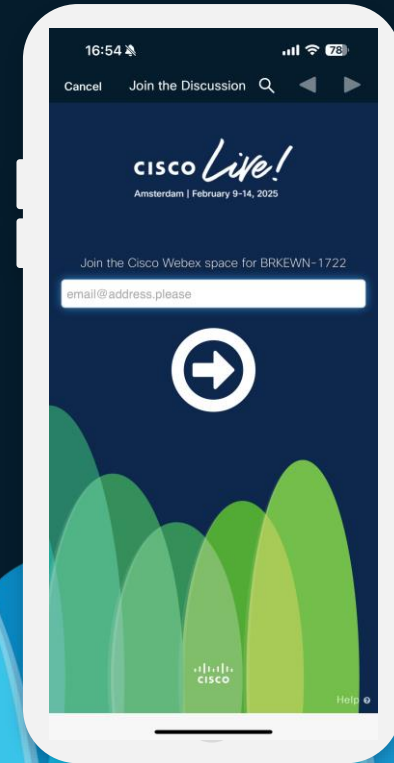 16:54
78
Cancel Join the Discussion
CISCO Live!
Amsterdam | February 9-14, 2025
Join the Cisco Webex space for BRKEWN-1722
email@address.please
CISCO
Help